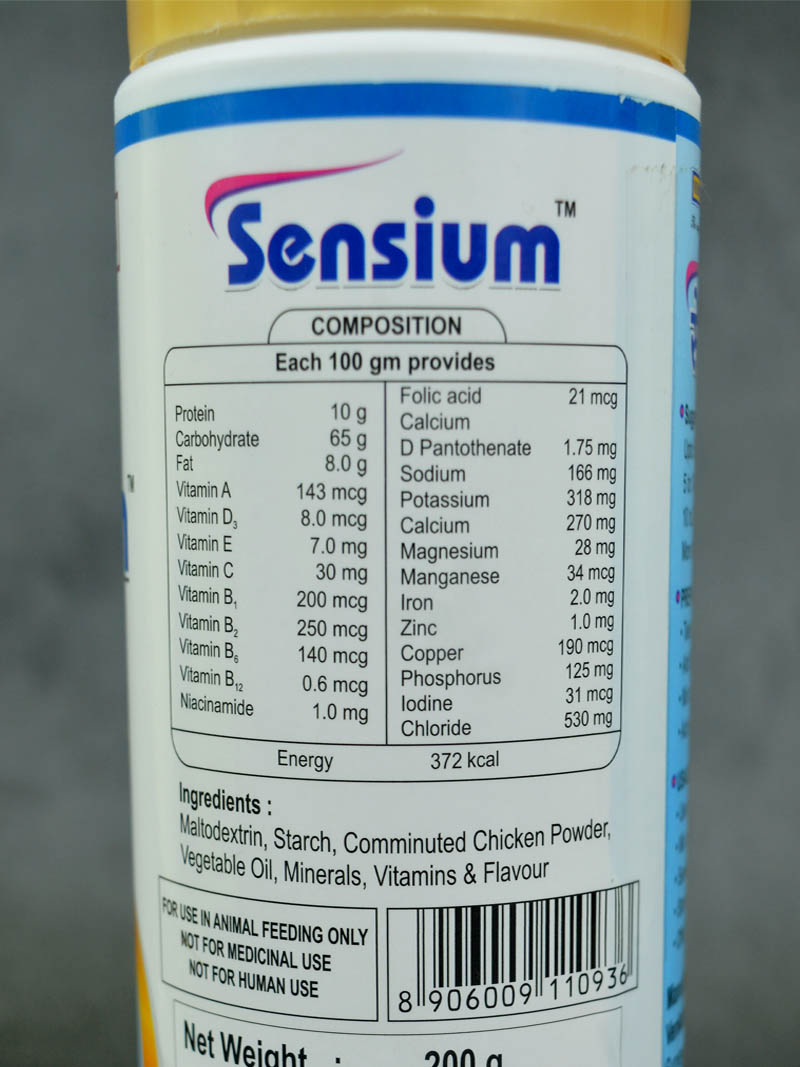 Sensium™
COMPOSITION
Each 100 gm provides
Protein 10 g
Carbohydrate 65 g
Fat 8.0 g
Vitamin A 143 mcg
Vitamin D₃ 8.0 mcg
Vitamin E 7.0 mg
Vitamin C 30 mg
Vitamin B₁ 200 mcg
Vitamin B₂ 250 mcg
Vitamin B₆ 140 mcg
Vitamin B₁₂ 0.6 mcg
Niacinamide 1.0 mg
Folic acid 21 mcg
Calcium
D Pantothenate 1.75 mg
Sodium 166 mg
Potassium 318 mg
Calcium 270 mg
Magnesium 28 mg
Manganese 34 mcg
Iron 2.0 mg
Zinc 1.0 mg
Copper 190 mcg
Phosphorus 125 mg
Iodine 31 mcg
Chloride 530 mg
Energy 372 kcal
Ingredients :
Maltodextrin, Starch, Comminuted Chicken Powder,
Vegetable Oil, Minerals, Vitamins & Flavour
FOR USE IN ANIMAL FEEDING ONLY
NOT FOR MEDICINAL USE
NOT FOR HUMAN USE
8 906009 110936
Net Weight : 200 g
TM